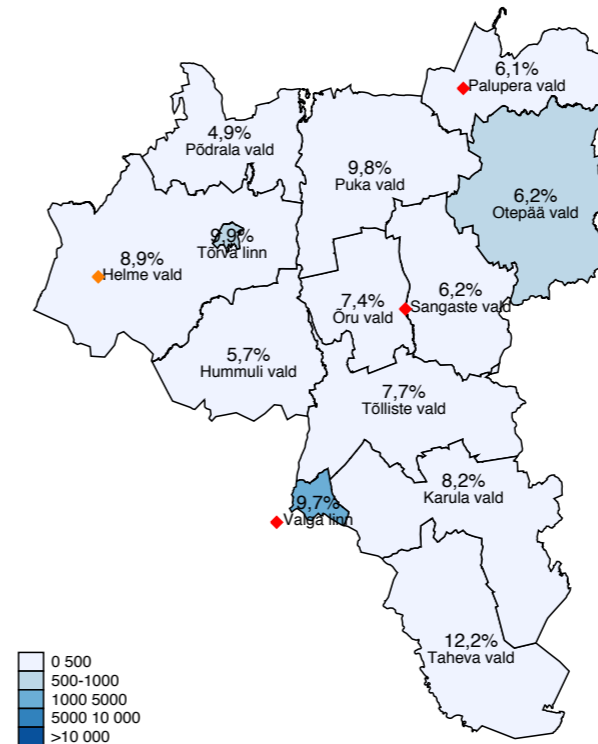 6,1%
Palupera vald
4,9%
Põdrala vald
9,8%
Puka vald
6,2%
Otepää vald
9,9%
Tõrva linn
8,9%
Helme vald
7,4%
Õru vald
6,2%
Sangaste vald
5,7%
Hummuli vald
7,7%
Tõlliste vald
8,2%
Karula vald
9,7%
Valga linn
12,2%
Taheva vald
0 500
500-1000
1000 5000
5000 10 000
>10 000